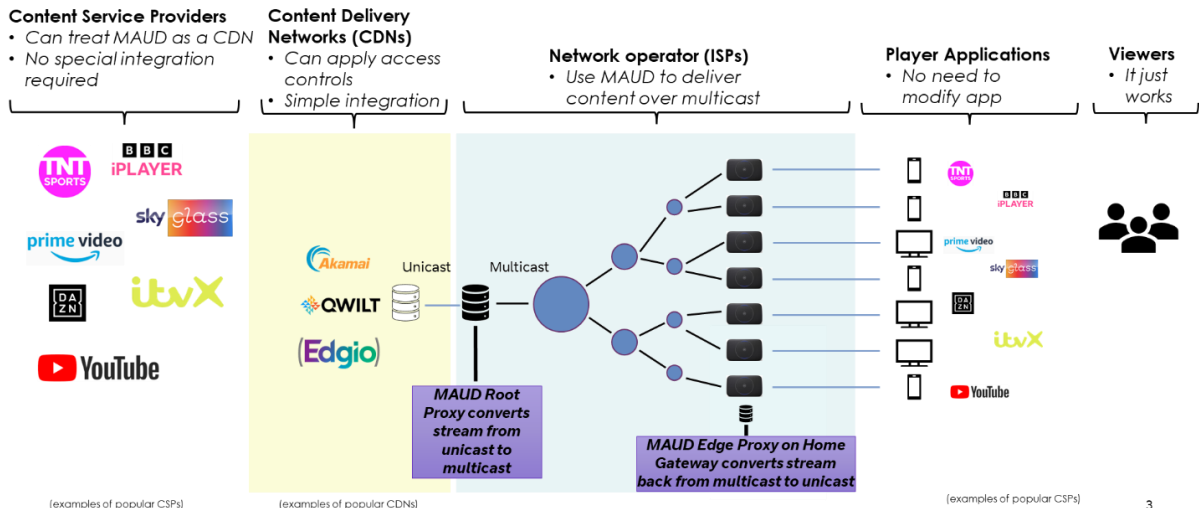 Content Service Providers
• Can treat MAUD as a CDN
• No special integration
required
Content Delivery
Networks (CDNs)
• Can apply access
controls
• Simple integration
Network operator (ISPs)
• Use MAUD to deliver
content over multicast
Player Applications
• No need to
modify app
Viewers
• It just
works
TNT
SPORTS
BBC
iPLAYER
sky glass
prime video
DAZN
itvX
YouTube
Akamai
QWILT
Edgio
Unicast
Multicast
MAUD Root
Proxy converts
stream from
unicast to
multicast
MAUD Edge Proxy on Home
Gateway converts stream
back from multicast to unicast
TNT
SPORTS
BBC
iPLAYER
prime video
sky glass
DAZN
itvX
YouTube
(examples of popular CSPs)
(examples of popular CDNs)
(examples of popular CSPs)
3